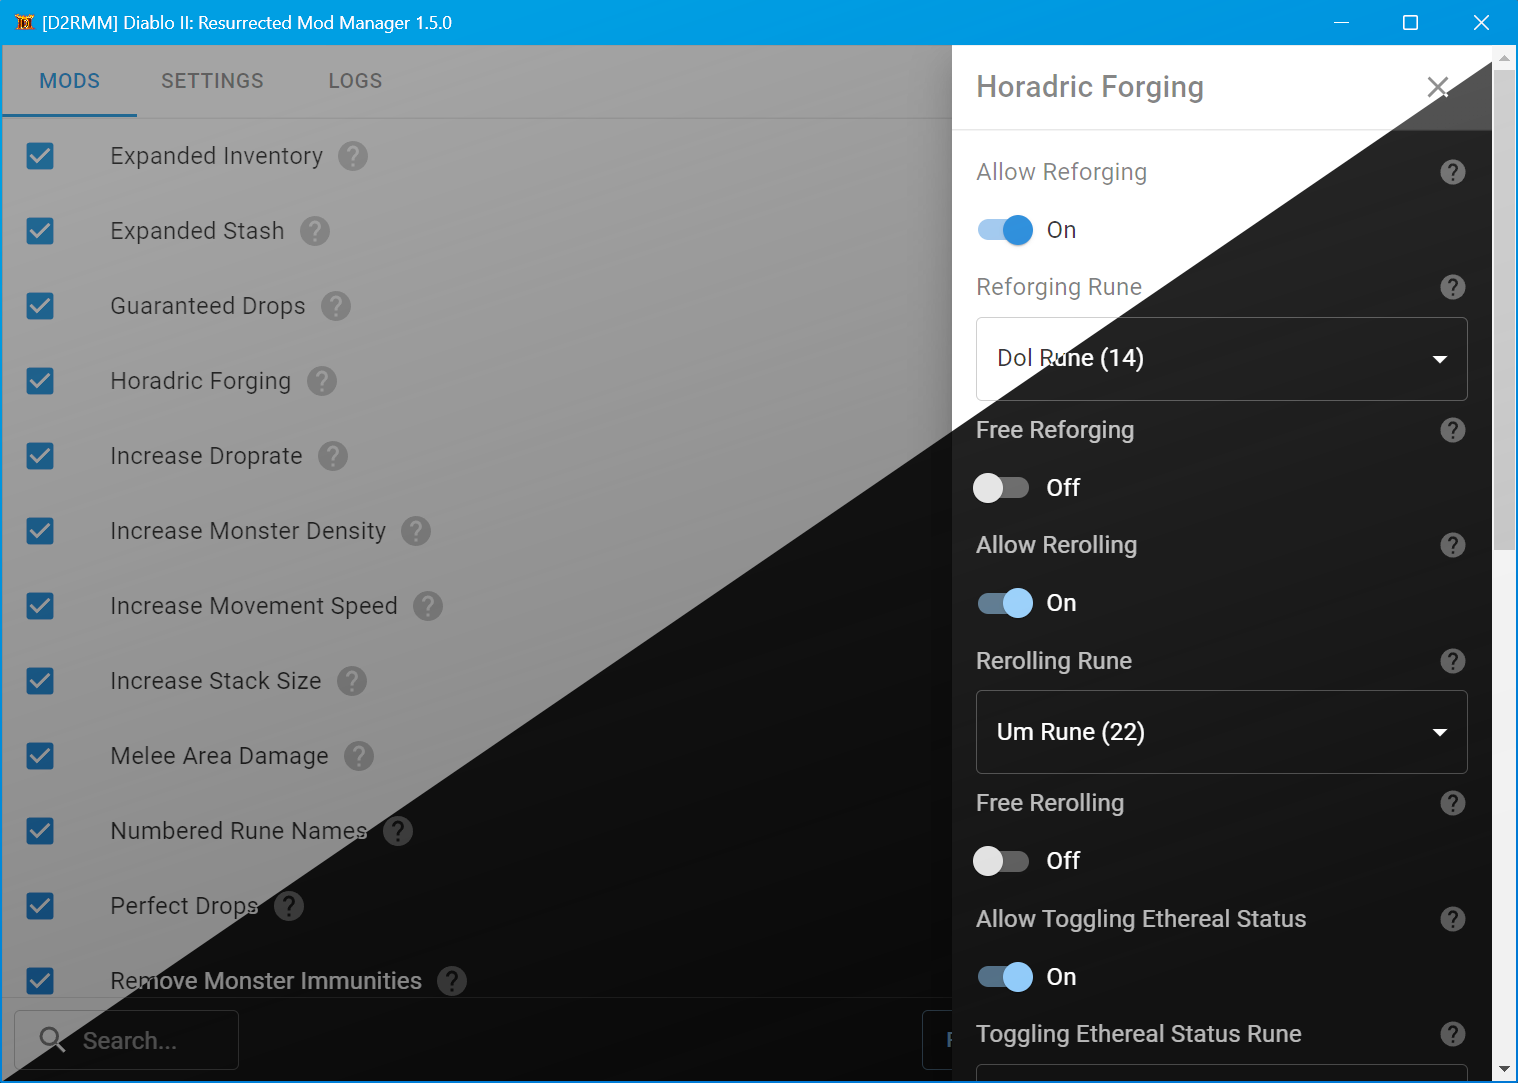 [D2RMM] Diablo II: Resurrected Mod Manager 1.5.0
MODS
SETTINGS
LOGS
Expanded Inventory
Expanded Stash
Guaranteed Drops
Horadric Forging
Increase Droprate
Increase Monster Density
Increase Movement Speed
Increase Stack Size
Melee Area Damage
Numbered Rune Names
Perfect Drops
Remove Monster Immunities
Search...
Horadric Forging
Allow Reforging
On
Reforging Rune
Dol Rune (14)
Free Reforging
Off
Allow Rerolling
On
Rerolling Rune
Um Rune (22)
Free Rerolling
Off
Allow Toggling Ethereal Status
On
Toggling Ethereal Status Rune